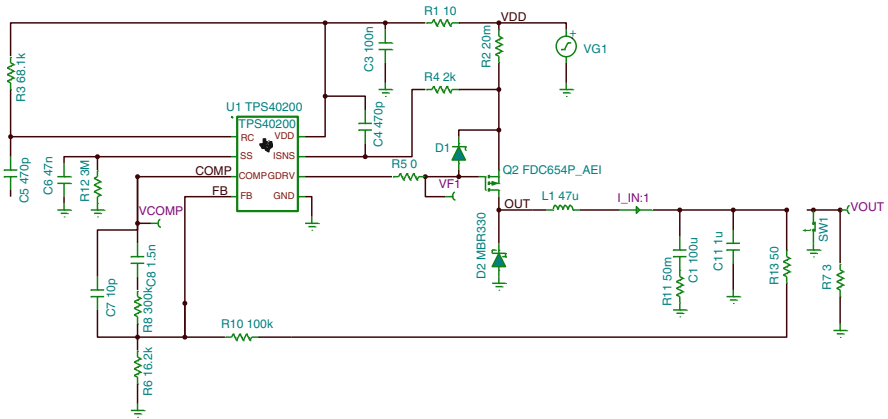 R1 10
VDD
C3 100n
R2 20m
VG1
R3 68.1k
R4 2k
U1 TPS40200
TPS40200
RC
VDD
SS
ISNS
COMP
GDRV
FB
GND
C4 470p
D1
Q2 FDC654P_AEI
C5 470p
C6 47n
R12 3M
COMP
FB
R5 0
VF1
OUT
L1 47u
I_IN:1
VOUT
VCOMP
D2 MBR330
SW1
C7 10p
C8 1.5n
R8 300k
R11 50m
C1 100u
C11 1u
R13 50
R7 3
R10 100k
R6 16.2k